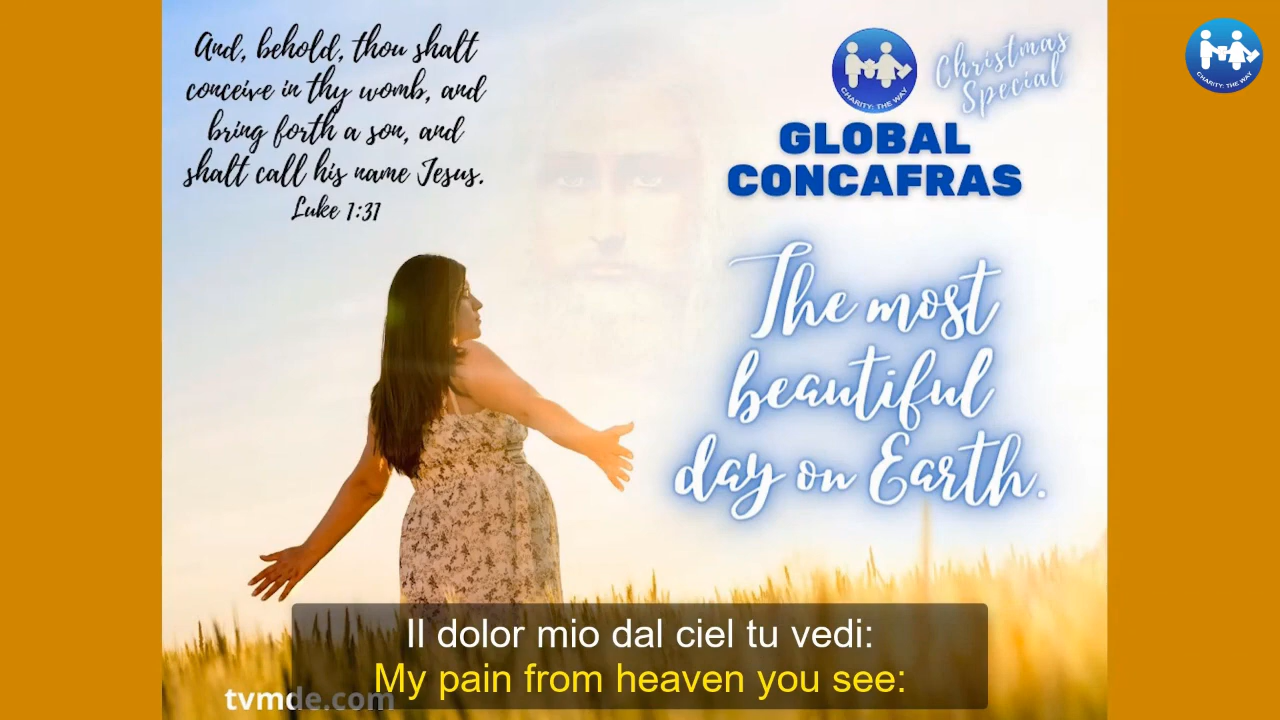 And, behold, thou shalt
conceive in thy womb, and
bring forth a son, and
shalt call his name Jesus.
Luke 1:31
CHARITY: THE WAY
Christmas
Special
GLOBAL
CONCAFRAS
The most
beautiful
day on Earth.
CHARITY: THE WAY
Il dolor mio dal ciel tu vedi:
My pain from heaven you see:
tvmde.com